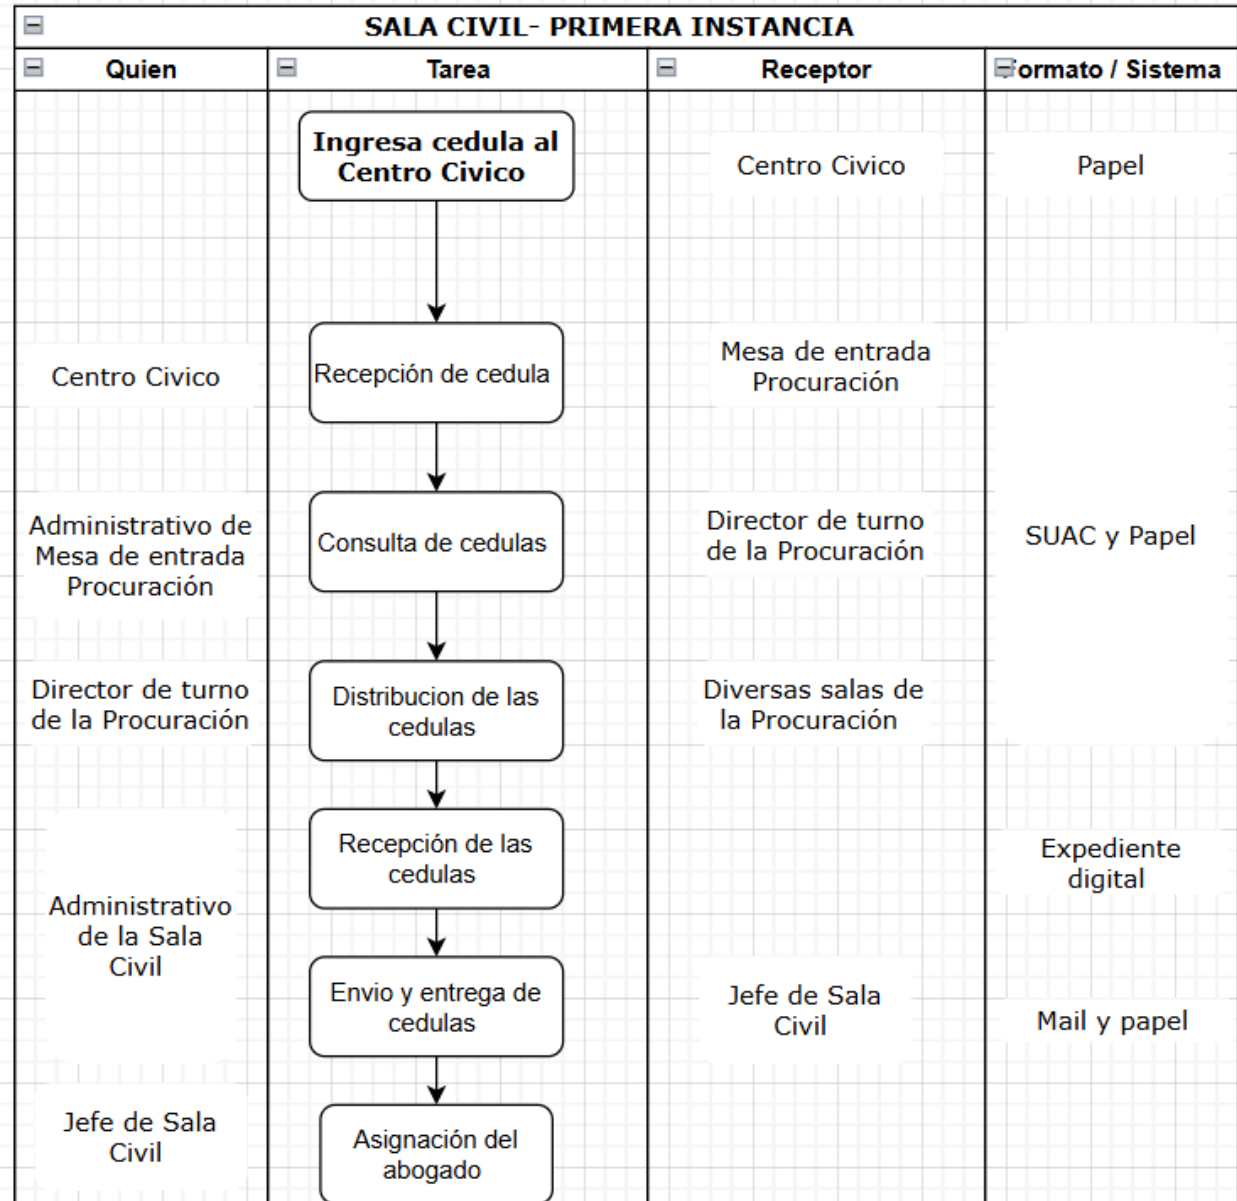 SALA CIVIL- PRIMERA INSTANCIA
Quien
Tarea
Receptor
Formato / Sistema
Ingresa cedula al
Centro Civico
Centro Civico
Papel
Centro Civico
Recepción de cedula
Mesa de entrada
Procuración
Administrativo de
Mesa de entrada
Procuración
Consulta de cedulas
Director de turno
de la Procuración
SUAC y Papel
Director de turno
de la Procuración
Distribucion de las
cedulas
Diversas salas de
la Procuración
Administrativo
de la Sala
Civil
Recepción de las
cedulas
Expediente
digital
Envio y entrega de
cedulas
Jefe de Sala
Civil
Mail y papel
Jefe de Sala
Civil
Asignación del
abogado